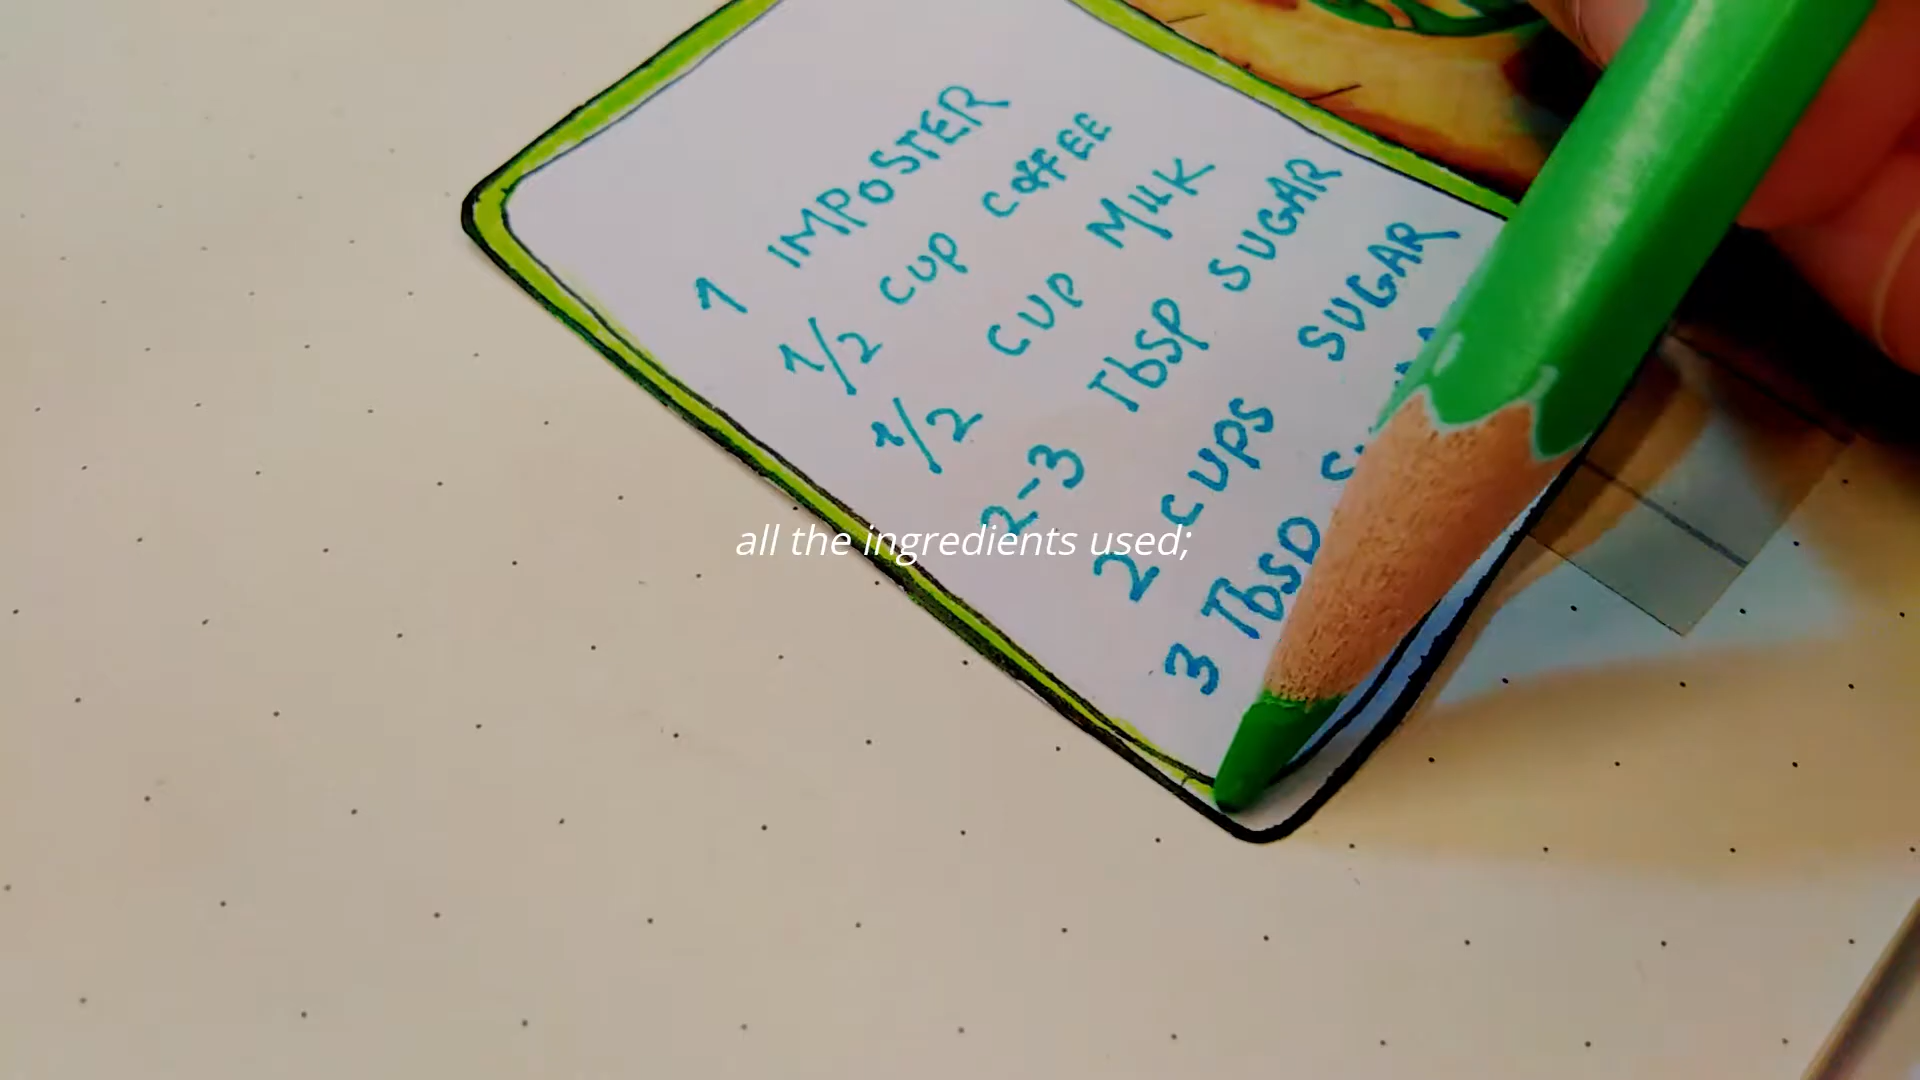 1 IMPOSTER
1/2 CUP COFFEE
1/2 CUP MILK
2-3 TbSP SUGAR
2 CUPS SUGAR
3 TbSP
all the ingredients used;